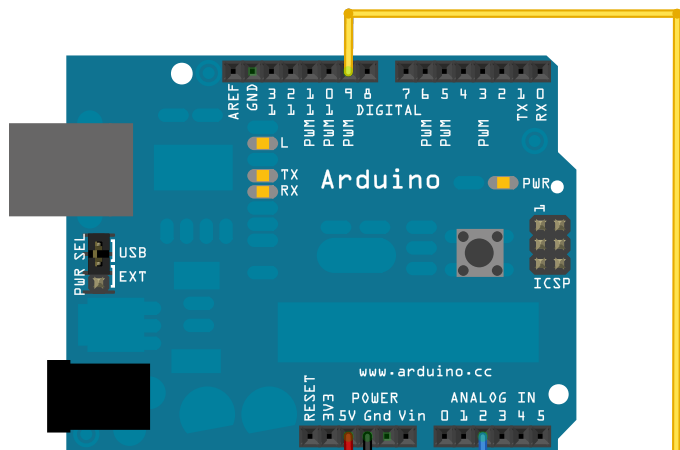 AREF
GND
13
12
11
10
9
8
7
6
5
4
3
2
TX 1
RX 0
DIGITAL
PWM
PWM
PWM
PWM
PWM
PWM
L
TX
RX
Arduino
PWR
1
ICSP
PWR SEL
USB
EXT
www.arduino.cc
POWER
ANALOG IN
RESET
3V3
5V Gnd Vin
0 1 2 3 4 5